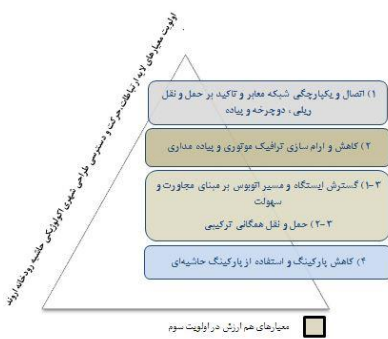 اولویت معیارهای لایه ارتباطات،حرکت و دسترسی طراحی شهری اکولوژیکی حاشیه رودخانه اروند
۱) اتصال و یکپارچگی شبکه معابر و تاکید بر حمل و نقل
ریلی ، دوچرخه و پیاده
۲) کاهش و ارام سازی ترافیک موتوری و پیاده مداری
۳-۱) گسترش ایستگاه و مسیر اتوبوس بر مبنای مجاورت و
سهولت
۳-۲) حمل و نقل همگانی ترکیبی
۴) کاهش پارکینگ و استفاده از پارکینگ حاشیه‌ای
معیارهای هم ارزش در اولویت سوم